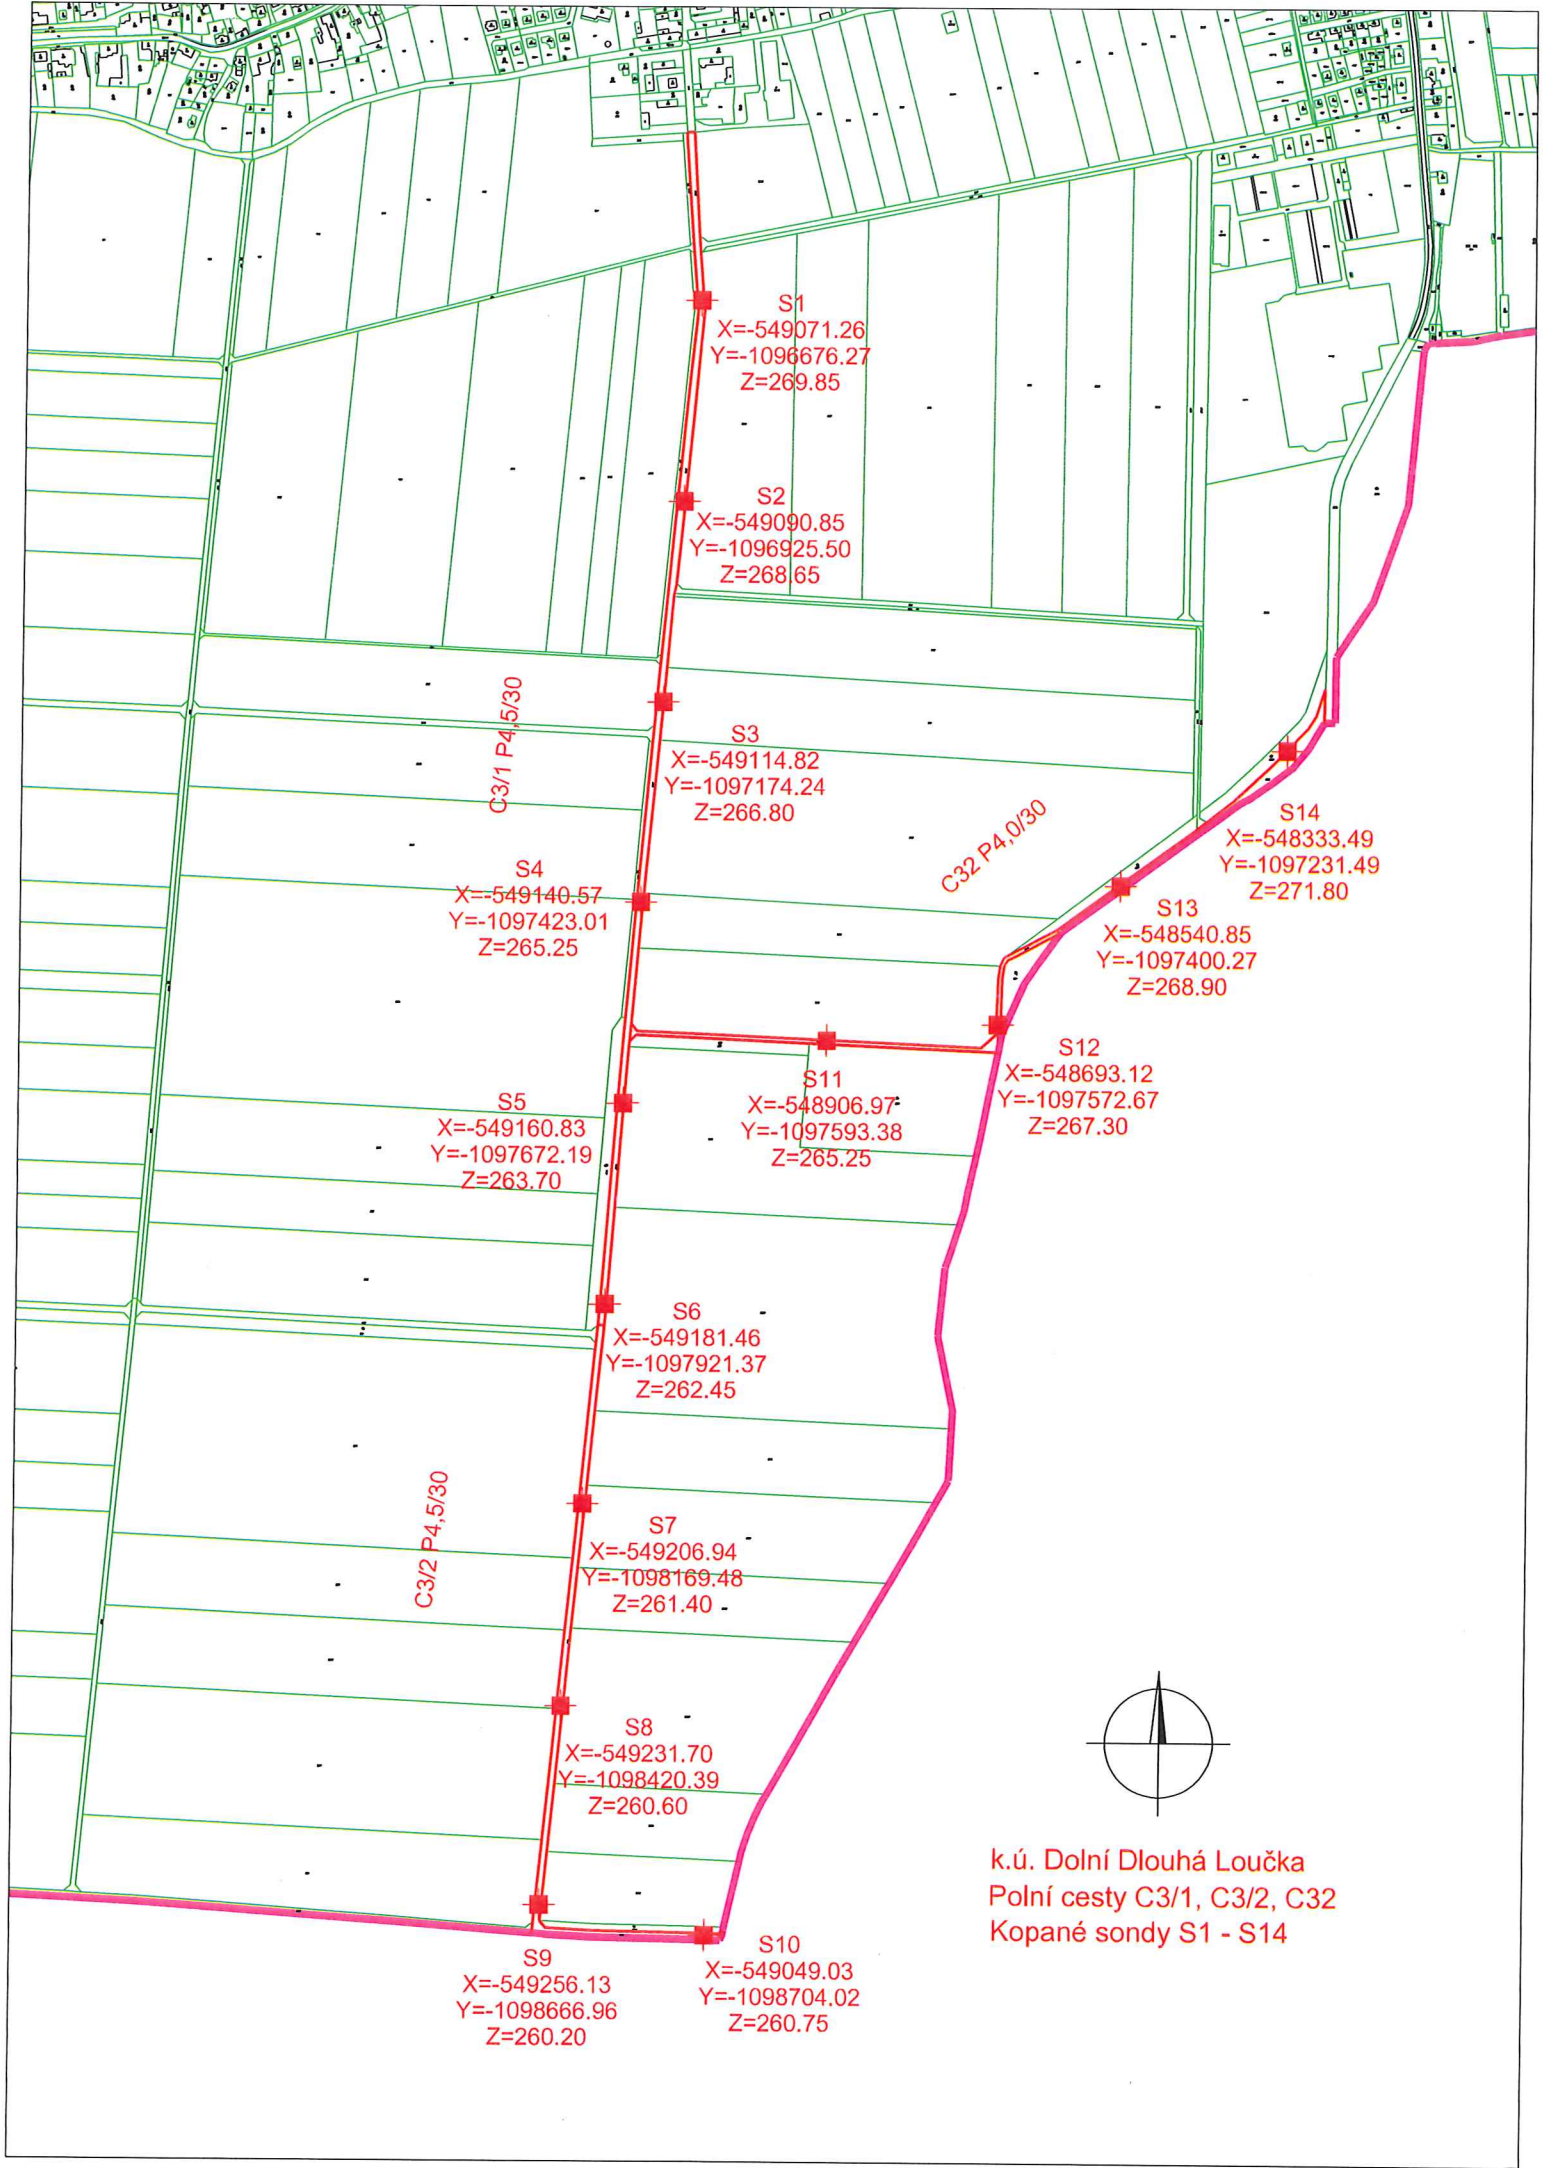 S1
X=-549071.26
Y=-1096676.27
Z=269.85
S2
X=-549090.85
Y=-1096925.50
Z=268.65
C3/1 P4,5/30
S3
X=-549114.82
Y=-1097174.24
Z=266.80
C32 P4,0/30
S14
X=-548333.49
Y=-1097231.49
Z=271.80
S4
X=-549140.57
Y=-1097423.01
Z=265.25
S13
X=-548540.85
Y=-1097400.27
Z=268.90
S12
X=-548693.12
Y=-1097572.67
Z=267.30
S11
X=-548906.97
Y=-1097593.38
Z=265.25
S5
X=-549160.83
Y=-1097672.19
Z=263.70
S6
X=-549181.46
Y=-1097921.37
Z=262.45
C3/2 P4,5/30
S7
X=-549206.94
Y=-1098169.48
Z=261.40
S8
X=-549231.70
Y=-1098420.39
Z=260.60
k.ú. Dolní Dlouhá Loučka
Polní cesty C3/1, C3/2, C32
Kopané sondy S1 - S14
S9
X=-549256.13
Y=-1098666.96
Z=260.20
S10
X=-549049.03
Y=-1098704.02
Z=260.75